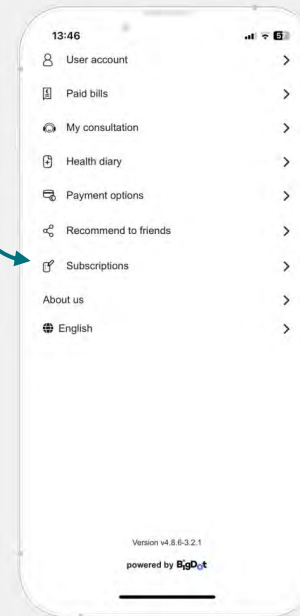 13:46
User account
Paid bills
My consultation
Health diary
Payment options
Recommend to friends
Subscriptions
About us
English
Version v4.8.6-3.2.1
powered by BigDot